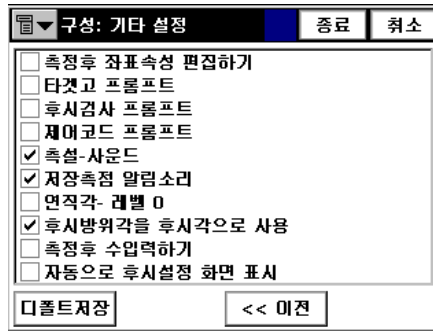 구성: 기타 설정 종료 취소
측정후 좌표속성 편집하기
타겟고 프롬프트
후시검사 프롬프트
제어코드 프롬프트
측설-사운드
저장측점 알림소리
연직각- 레벨 0
후시방위각을 후시각으로 사용
측정후 수입력하기
자동으로 후시설정 화면 표시
디폴트저장 << 이전